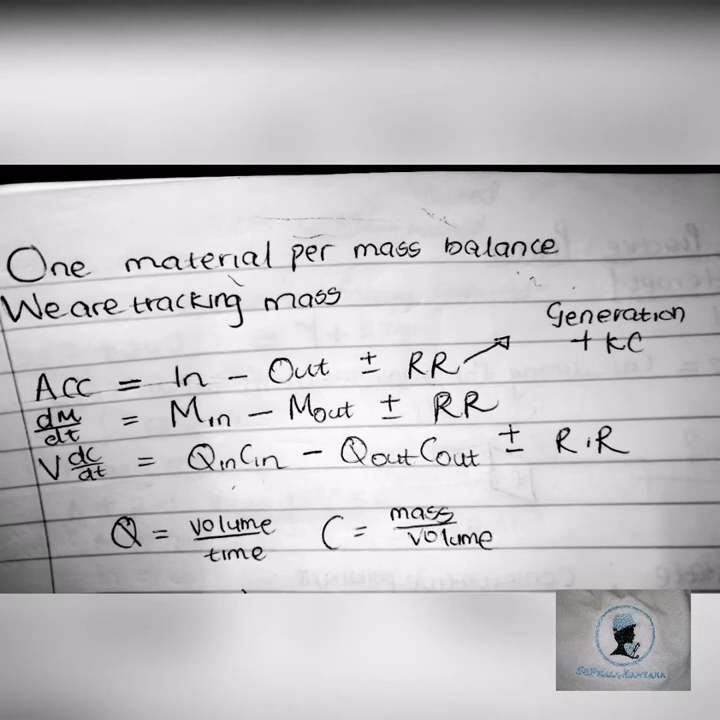 One material per mass balance
We are tracking mass
Generation
+ KC
Acc = In - Out ± RR
dM/dt = Min - Mout ± RR
V dc/dt = QinCin - QoutCout ± R.R
Q = volume/time C = mass/volume